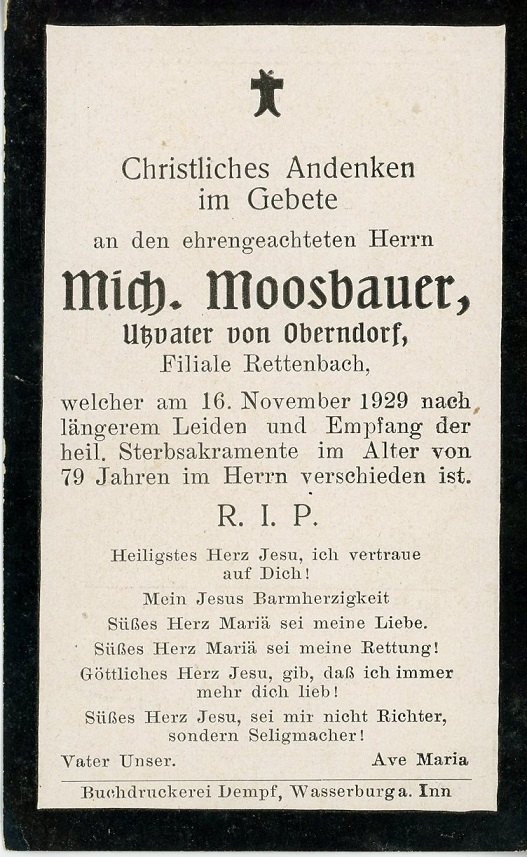 Christliches Andenken
im Gebete
an den ehrengeachteten Herrn
Mich. Moosbauer,
Utzvater von Oberndorf,
Filiale Rettenbach,
welcher am 16. November 1929 nach
längerem Leiden und Empfang der
heil. Sterbsakramente im Alter von
79 Jahren im Herrn verschieden ist.
R. I. P.
Heiligstes Herz Jesu, ich vertraue
auf Dich!
Mein Jesus Barmherzigkeit
Süßes Herz Mariä sei meine Liebe.
Süßes Herz Mariä sei meine Rettung!
Göttliches Herz Jesu, gib, daß ich immer
mehr dich lieb!
Süßes Herz Jesu, sei mir nicht Richter,
sondern Seligmacher!
Vater Unser. Ave Maria
Buchdruckerei Dempf, Wasserburg a. Inn